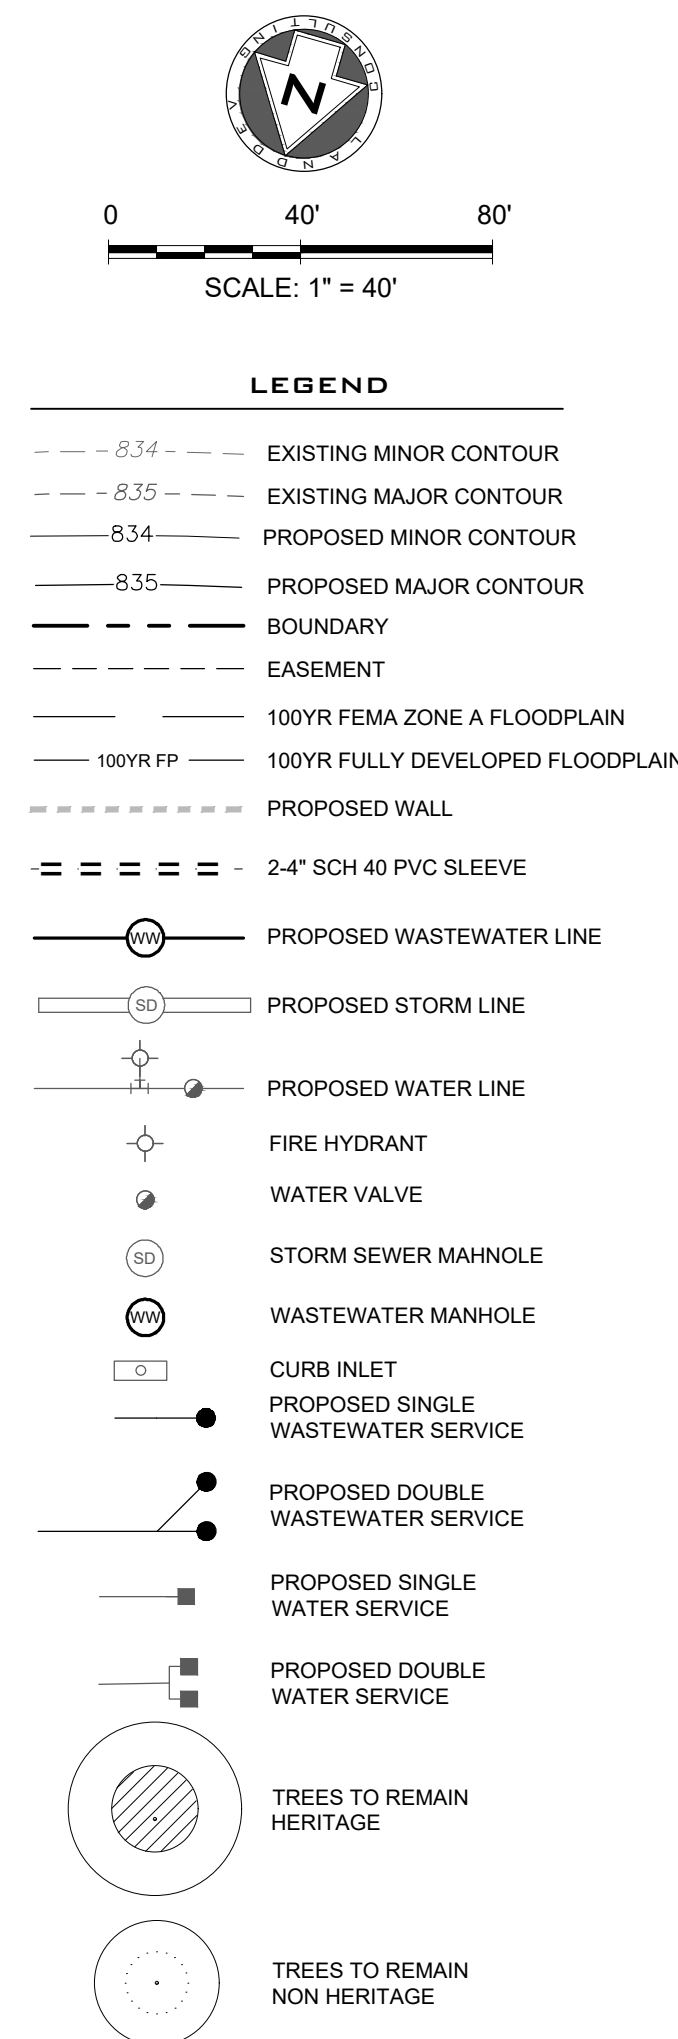 LANDDEV CONSULTING
N
0 40' 80'
SCALE: 1" = 40'
LEGEND
834 EXISTING MINOR CONTOUR
835 EXISTING MAJOR CONTOUR
834 PROPOSED MINOR CONTOUR
835 PROPOSED MAJOR CONTOUR
BOUNDARY
EASEMENT
100YR FEMA ZONE A FLOODPLAIN
100YR FP 100YR FULLY DEVELOPED FLOODPLAIN
PROPOSED WALL
2-4" SCH 40 PVC SLEEVE
WW PROPOSED WASTEWATER LINE
SD PROPOSED STORM LINE
PROPOSED WATER LINE
FIRE HYDRANT
WATER VALVE
SD STORM SEWER MAHNOLE
WW WASTEWATER MANHOLE
CURB INLET
PROPOSED SINGLE
WASTEWATER SERVICE
PROPOSED DOUBLE
WASTEWATER SERVICE
PROPOSED SINGLE
WATER SERVICE
PROPOSED DOUBLE
WATER SERVICE
TREES TO REMAIN
HERITAGE
TREES TO REMAIN
NON HERITAGE